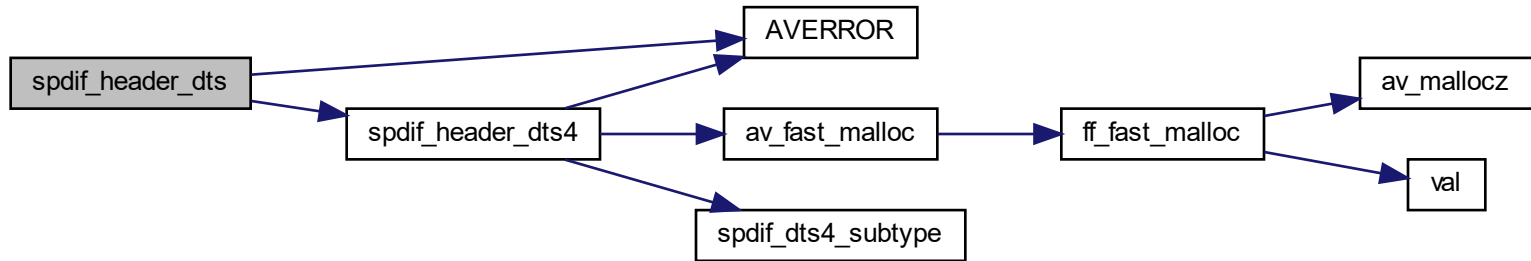 spdif_header_dts
AVERROR
spdif_header_dts4
av_fast_malloc
ff_fast_malloc
av_mallocz
val
spdif_dts4_subtype